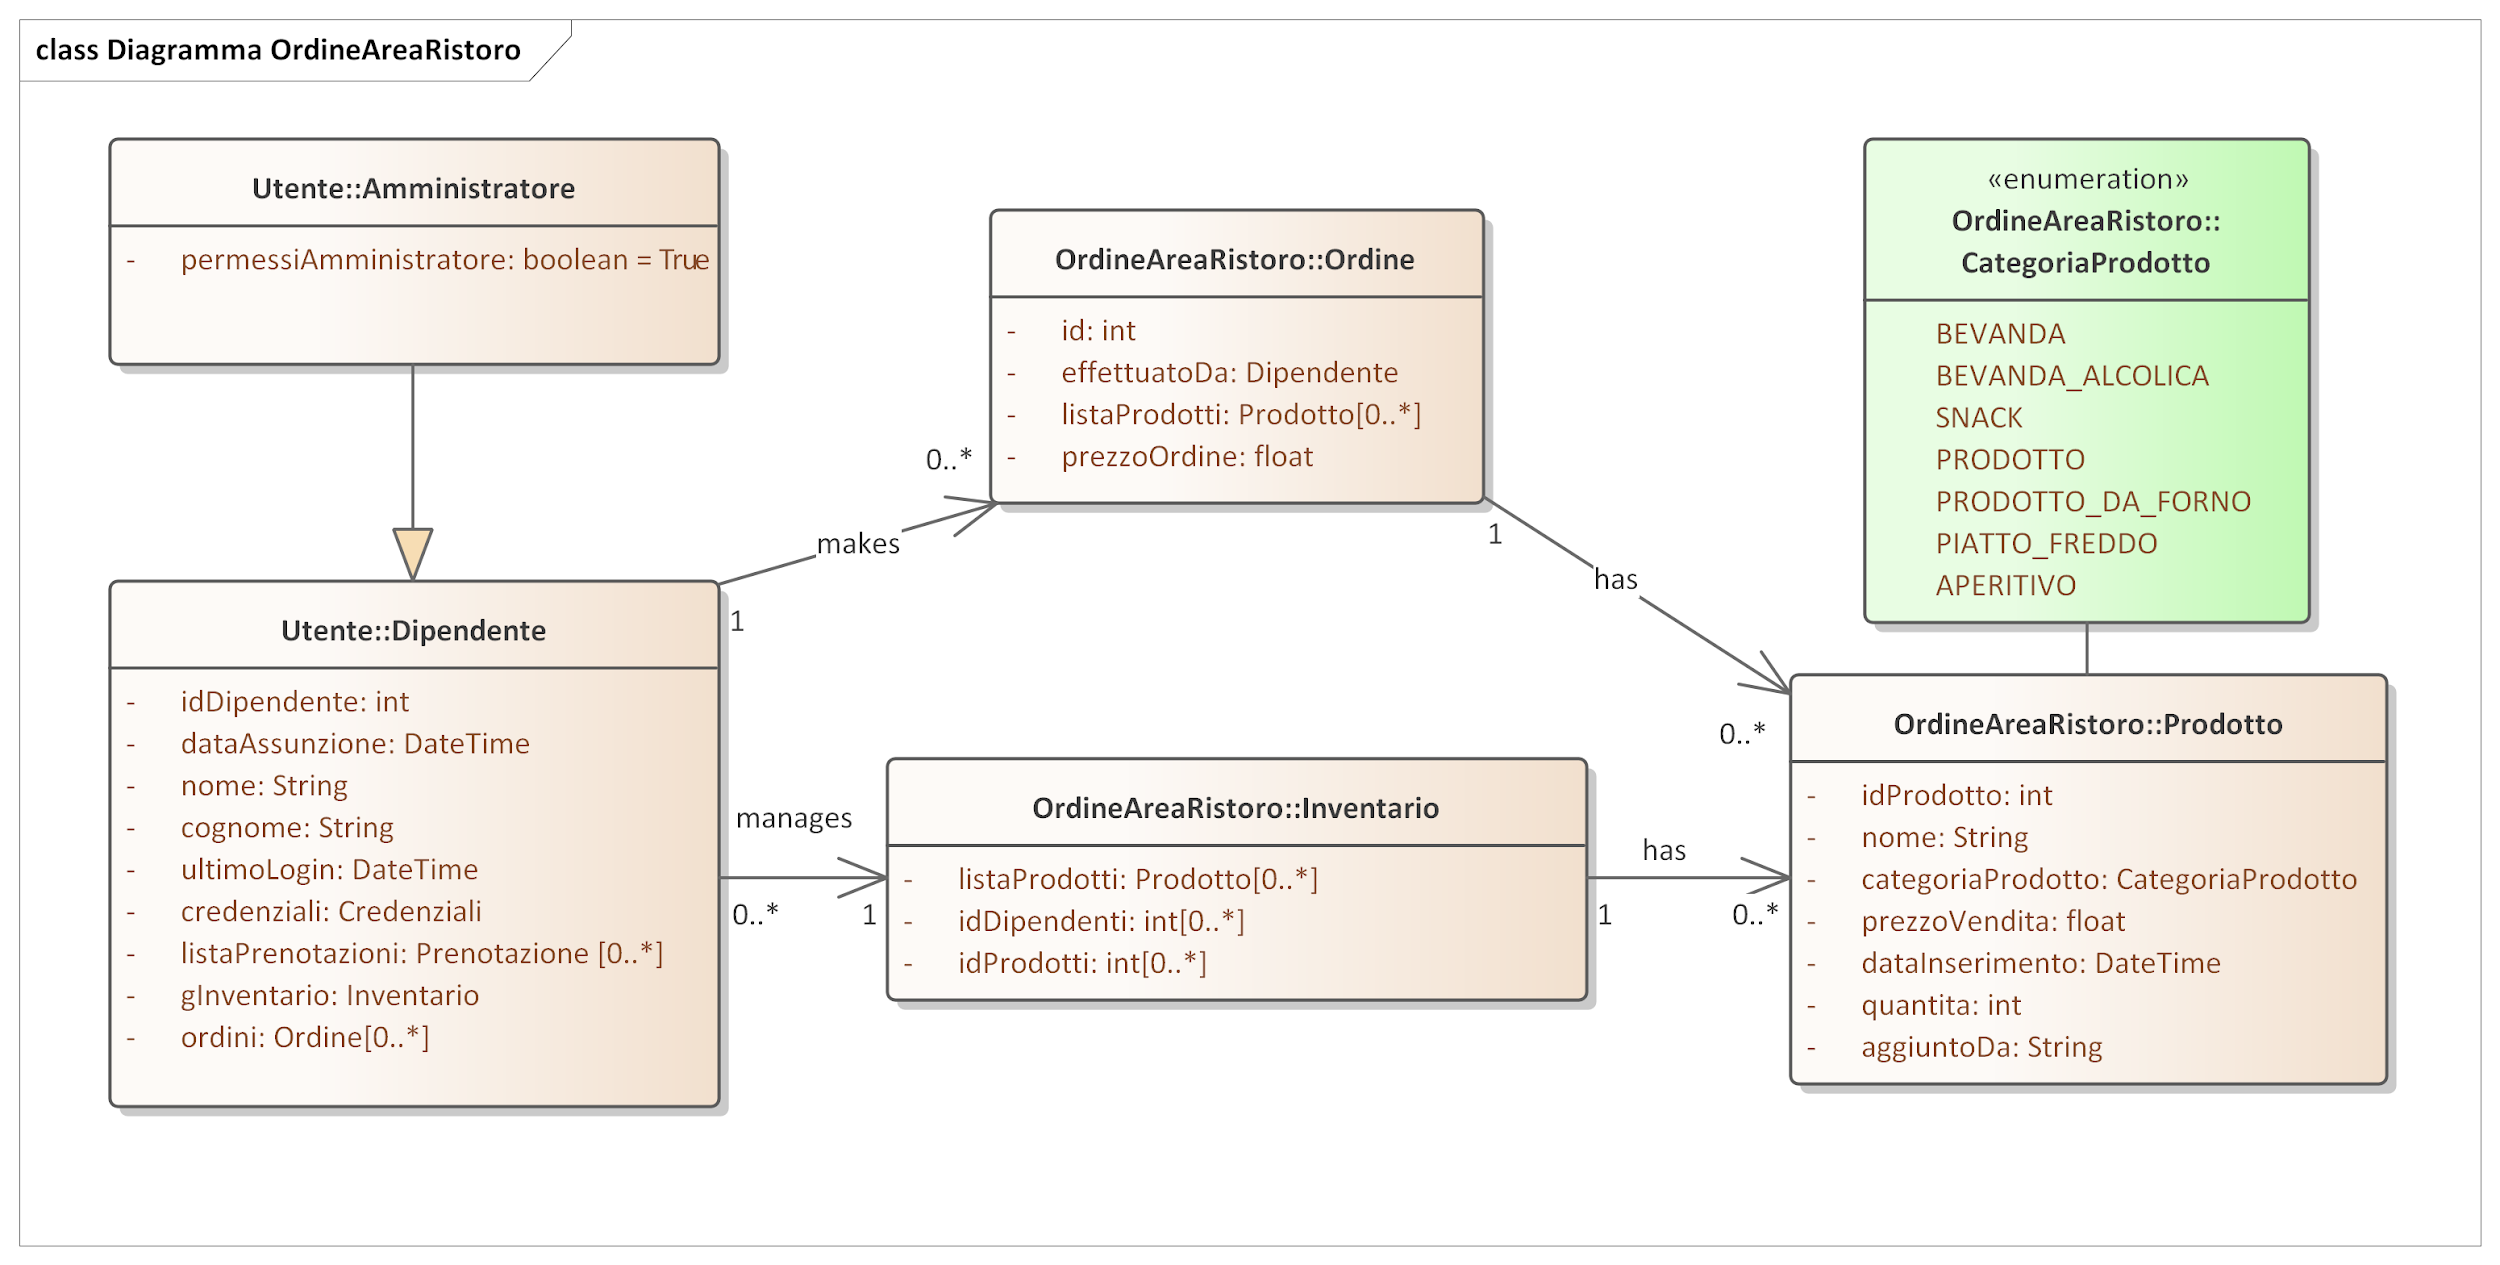 class Diagramma OrdineAreaRistoro
Utente::Amministratore
- permessiAmministratore: boolean = True
OrdineAreaRistoro::Ordine
- id: int
- effettuatoDa: Dipendente
- listaProdotti: Prodotto[0..*]
- prezzoOrdine: float
«enumeration»
OrdineAreaRistoro::
CategoriaProdotto
BEVANDA
BEVANDA_ALCOLICA
SNACK
PRODOTTO
PRODOTTO_DA_FORNO
PIATTO_FREDDO
APERITIVO
0..*
makes
1
1
has
0..*
Utente::Dipendente
- idDipendente: int
- dataAssunzione: DateTime
- nome: String
- cognome: String
- ultimoLogin: DateTime
- credenziali: Credenziali
- listaPrenotazioni: Prenotazione [0..*]
- gInventario: Inventario
- ordini: Ordine[0..*]
manages
0..*
1
OrdineAreaRistoro::Inventario
- listaProdotti: Prodotto[0..*]
- idDipendenti: int[0..*]
- idProdotti: int[0..*]
has
1
0..*
OrdineAreaRistoro::Prodotto
- idProdotto: int
- nome: String
- categoriaProdotto: CategoriaProdotto
- prezzoVendita: float
- dataInserimento: DateTime
- quantita: int
- aggiuntoDa: String